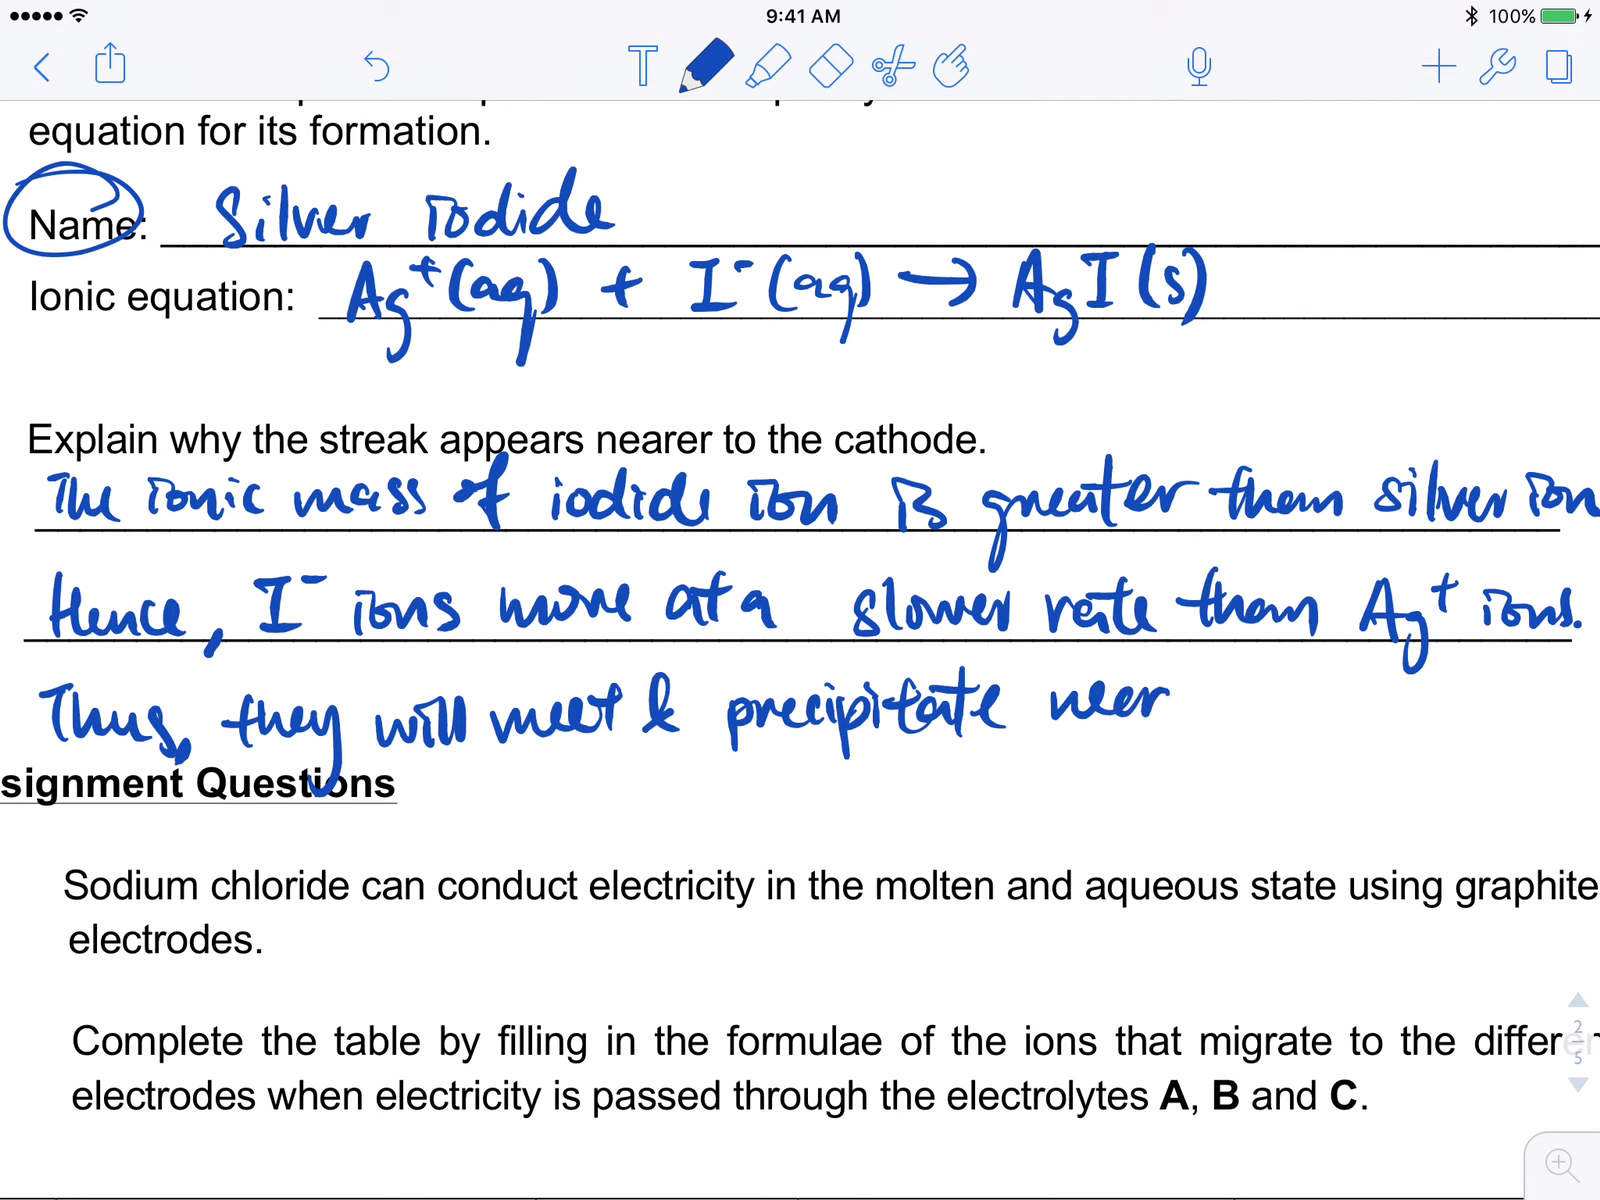 9:41 AM
100%
equation for its formation.
Name: Silver iodide
Ionic equation: Ag⁺(aq) + I⁻(aq) → AgI(s)
Explain why the streak appears nearer to the cathode.
The ionic mass of iodide ion is greater than silver ion
Hence, I⁻ ions move at a slower rate than Ag⁺ ions.
Thus, they will meet & precipitate near
signment Questions
Sodium chloride can conduct electricity in the molten and aqueous state using graphite
electrodes.
Complete the table by filling in the formulae of the ions that migrate to the differen
electrodes when electricity is passed through the electrolytes A, B and C.
2
5